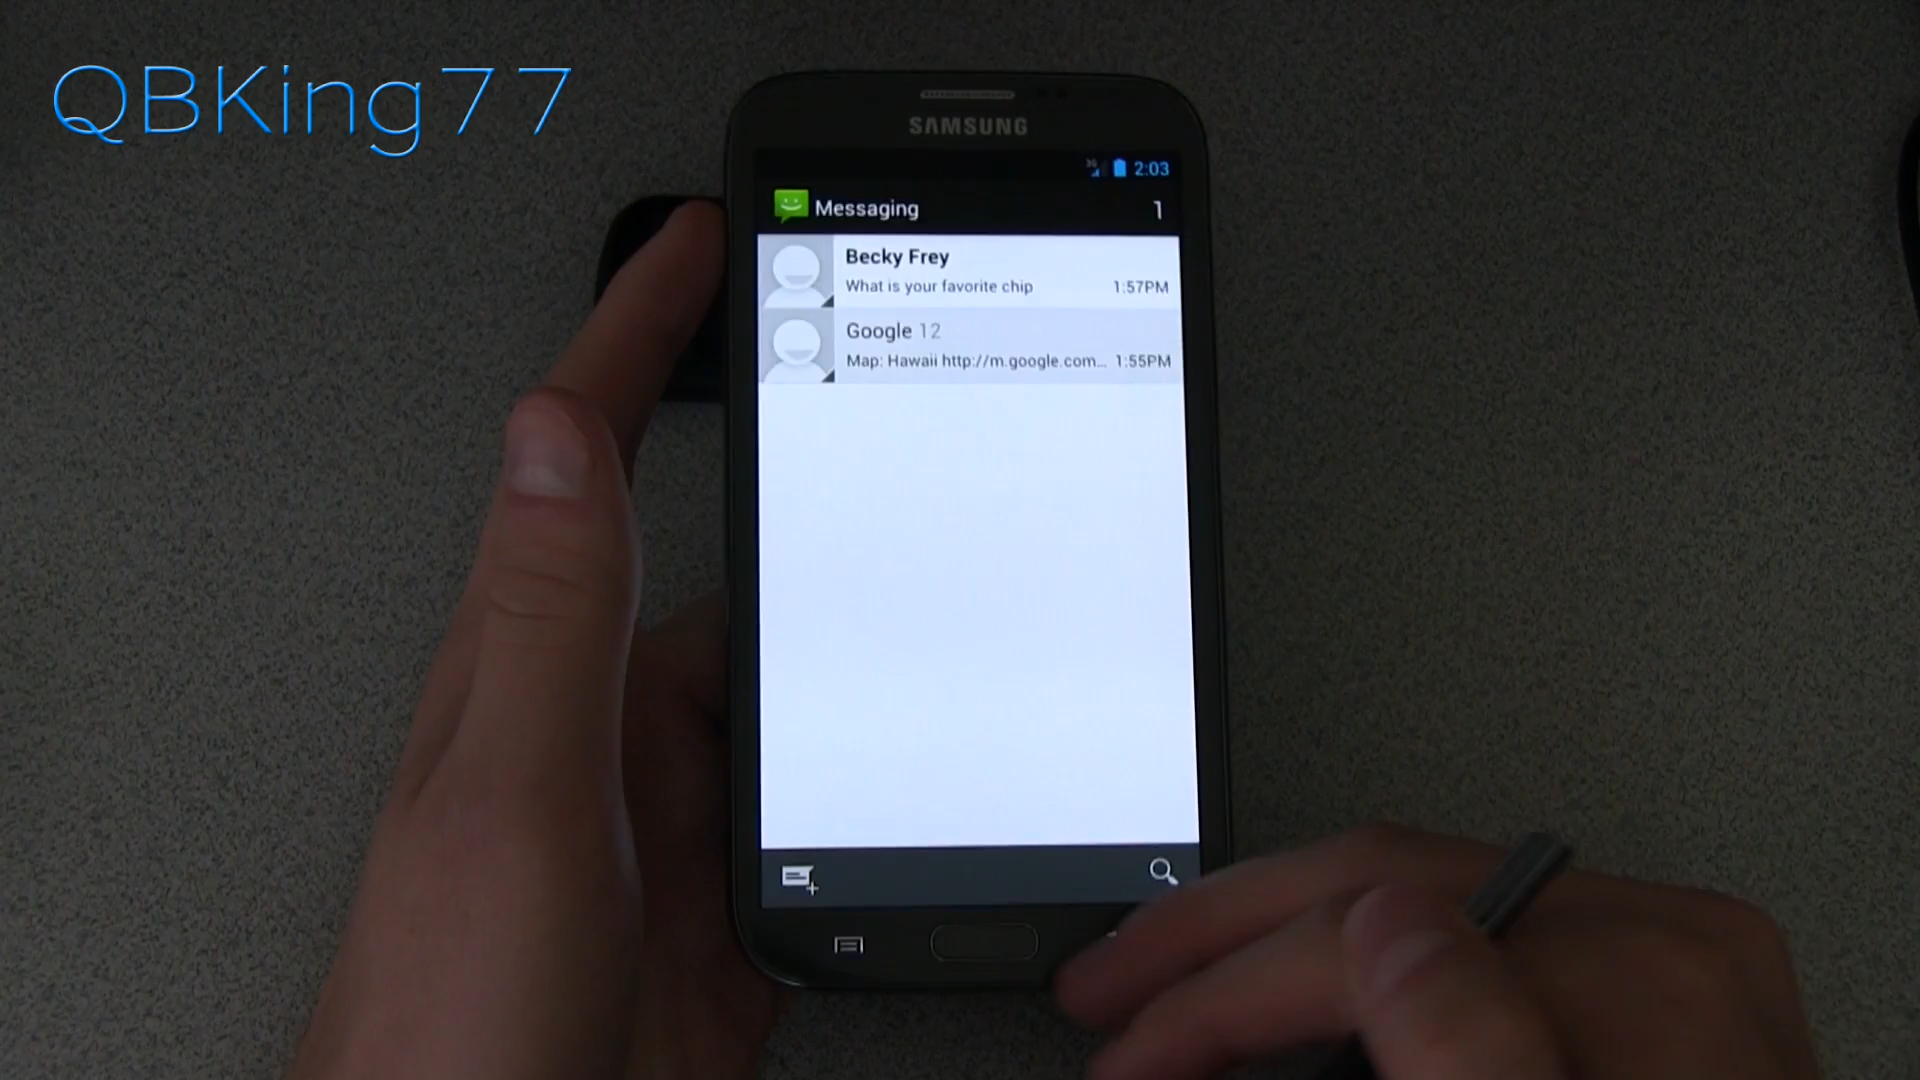 QBKing77
SAMSUNG
3G 2:03
Messaging 1
Becky Frey
What is your favorite chip 1:57PM
Google 12
Map: Hawaii http://m.google.com... 1:55PM